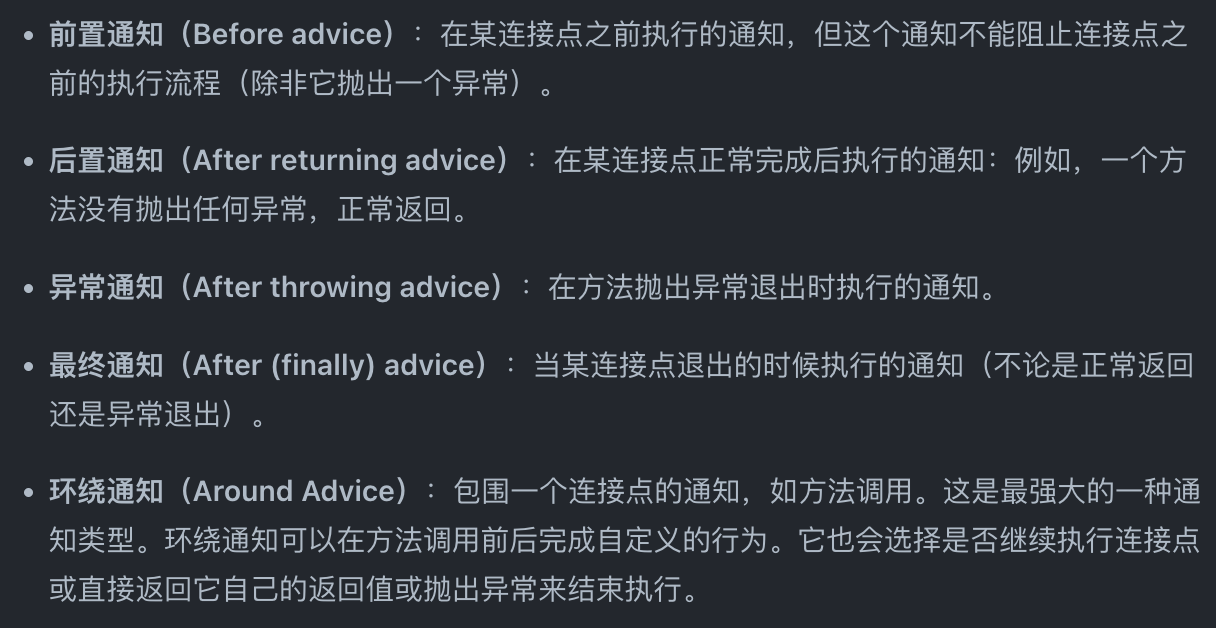 • 前置通知（Before advice）：在某连接点之前执行的通知，但这个通知不能阻止连接点之
前的执行流程（除非它抛出一个异常）。
• 后置通知（After returning advice）：在某连接点正常完成后执行的通知：例如，一个方
法没有抛出任何异常，正常返回。
• 异常通知（After throwing advice）：在方法抛出异常退出时执行的通知。
• 最终通知（After (finally) advice）：当某连接点退出的时候执行的通知（不论是正常返回
还是异常退出）。
• 环绕通知（Around Advice）：包围一个连接点的通知，如方法调用。这是最强大的一种通
知类型。环绕通知可以在方法调用前后完成自定义的行为。它也会选择是否继续执行连接点
或直接返回它自己的返回值或抛出异常来结束执行。